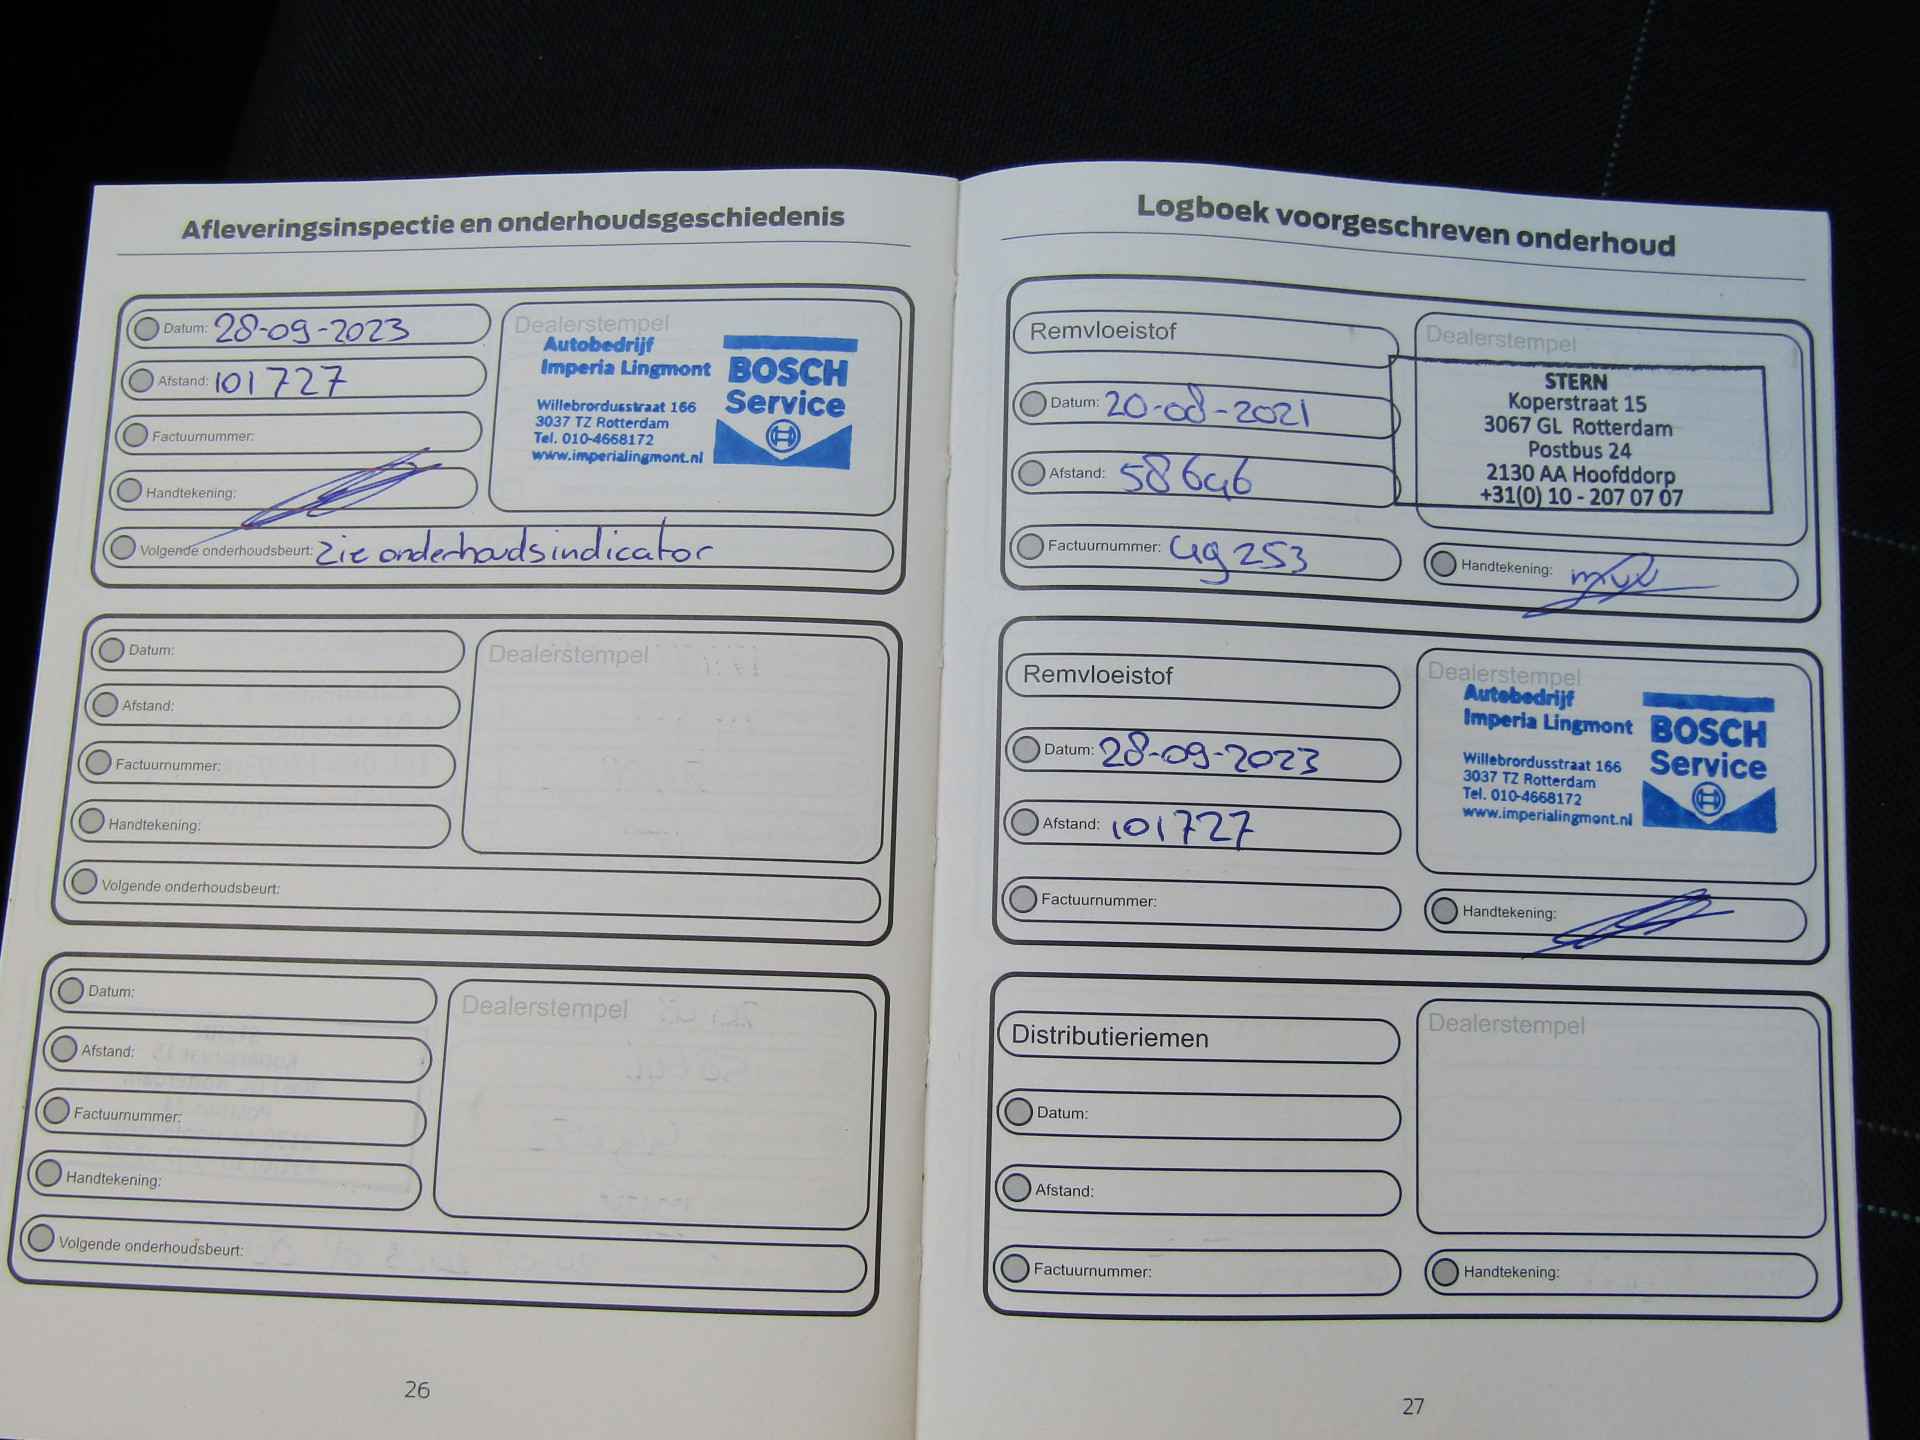 Afleveringsinspectie en onderhoudsgeschiedenis
Datum: 28-09-2023
Afstand: 101727
Factuurnummer:
Handtekening:
Volgende onderhoudsbeurt: Zie onderhoudsindicator
Dealerstempel
Autobedrijf
Imperia Lingmont
Willebrordusstraat 166
3037 TZ Rotterdam
Tel. 010-4668172
www.imperialingmont.nl
BOSCH
Service
Datum:
Afstand:
Factuurnummer:
Handtekening:
Volgende onderhoudsbeurt:
Dealerstempel
Datum:
Afstand:
Factuurnummer:
Handtekening:
Volgende onderhoudsbeurt:
Dealerstempel
26
Logboek voorgeschreven onderhoud
Remvloeistof
Datum: 20-08-2021
Afstand: 58646
Factuurnummer: 49253
Dealerstempel
STERN
Koperstraat 15
3067 GL Rotterdam
Postbus 24
2130 AA Hoofddorp
+31(0) 10 - 207 07 07
Handtekening:
Remvloeistof
Datum: 28-09-2023
Afstand: 101727
Factuurnummer:
Dealerstempel
Autobedrijf
Imperia Lingmont
Willebrordusstraat 166
3037 TZ Rotterdam
Tel. 010-4668172
www.imperialingmont.nl
BOSCH
Service
Handtekening:
Distributieriemen
Datum:
Afstand:
Factuurnummer:
Dealerstempel
Handtekening:
27